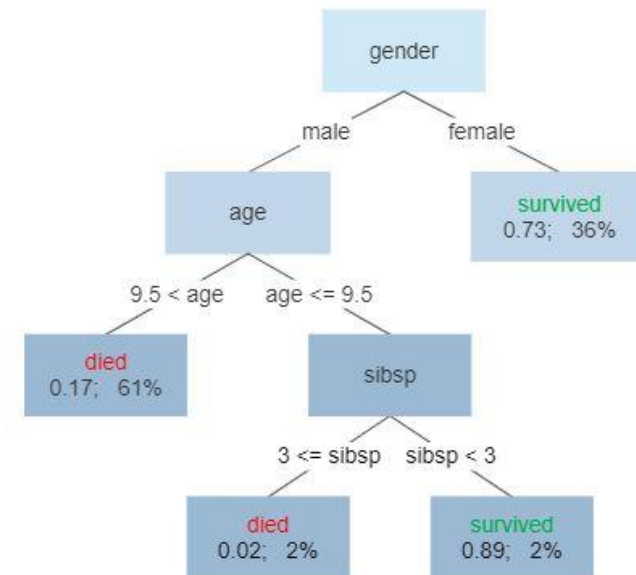 gender
male female
age
survived
0.73; 36%
9.5 < age age <= 9.5
died
0.17; 61%
sibsp
3 <= sibsp sibsp < 3
died
0.02; 2%
survived
0.89; 2%